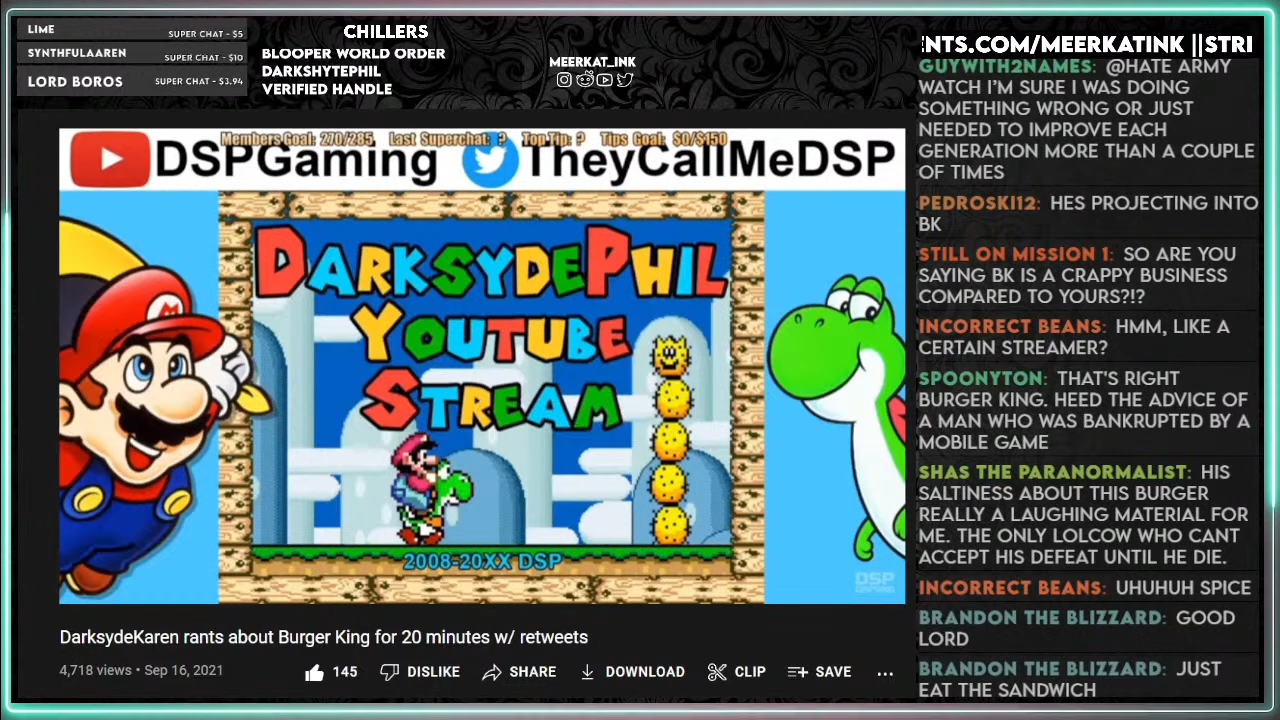 LIME SUPER CHAT - $5
SYNTHFULAAREN SUPER CHAT - $10
LORD BOROS SUPER CHAT - $3.94
CHILLERS
BLOOPER WORLD ORDER
DARKSHYTEPHIL
VERIFIED HANDLE
MEERKAT_INK
NTS.COM/MEERKATINK ||STRI
Members Goal: 270/285 Last Superchat: ? Top Tip: ? Tips Goal: $0/$150
DSPGaming TheyCallMeDSP
DARKSYDEPHIL
YOUTUBE
STREAM
M
2008-20XX DSP
DSP
GAMING
DarksydeKaren rants about Burger King for 20 minutes w/ retweets
4,718 views • Sep 16, 2021
145 DISLIKE SHARE DOWNLOAD CLIP SAVE ...
GUYWITH2NAMES: @HATE ARMY
WATCH I'M SURE I WAS DOING
SOMETHING WRONG OR JUST
NEEDED TO IMPROVE EACH
GENERATION MORE THAN A COUPLE
OF TIMES
PEDROSKI12: HES PROJECTING INTO
BK
STILL ON MISSION 1: SO ARE YOU
SAYING BK IS A CRAPPY BUSINESS
COMPARED TO YOURS?!?
INCORRECT BEANS: HMM, LIKE A
CERTAIN STREAMER?
SPOONYTON: THAT'S RIGHT
BURGER KING. HEED THE ADVICE OF
A MAN WHO WAS BANKRUPTED BY A
MOBILE GAME
SHAS THE PARANORMALIST: HIS
SALTINESS ABOUT THIS BURGER
REALLY A LAUGHING MATERIAL FOR
ME. THE ONLY LOLCOW WHO CANT
ACCEPT HIS DEFEAT UNTIL HE DIE.
INCORRECT BEANS: UHUHUH SPICE
BRANDON THE BLIZZARD: GOOD
LORD
BRANDON THE BLIZZARD: JUST
EAT THE SANDWICH